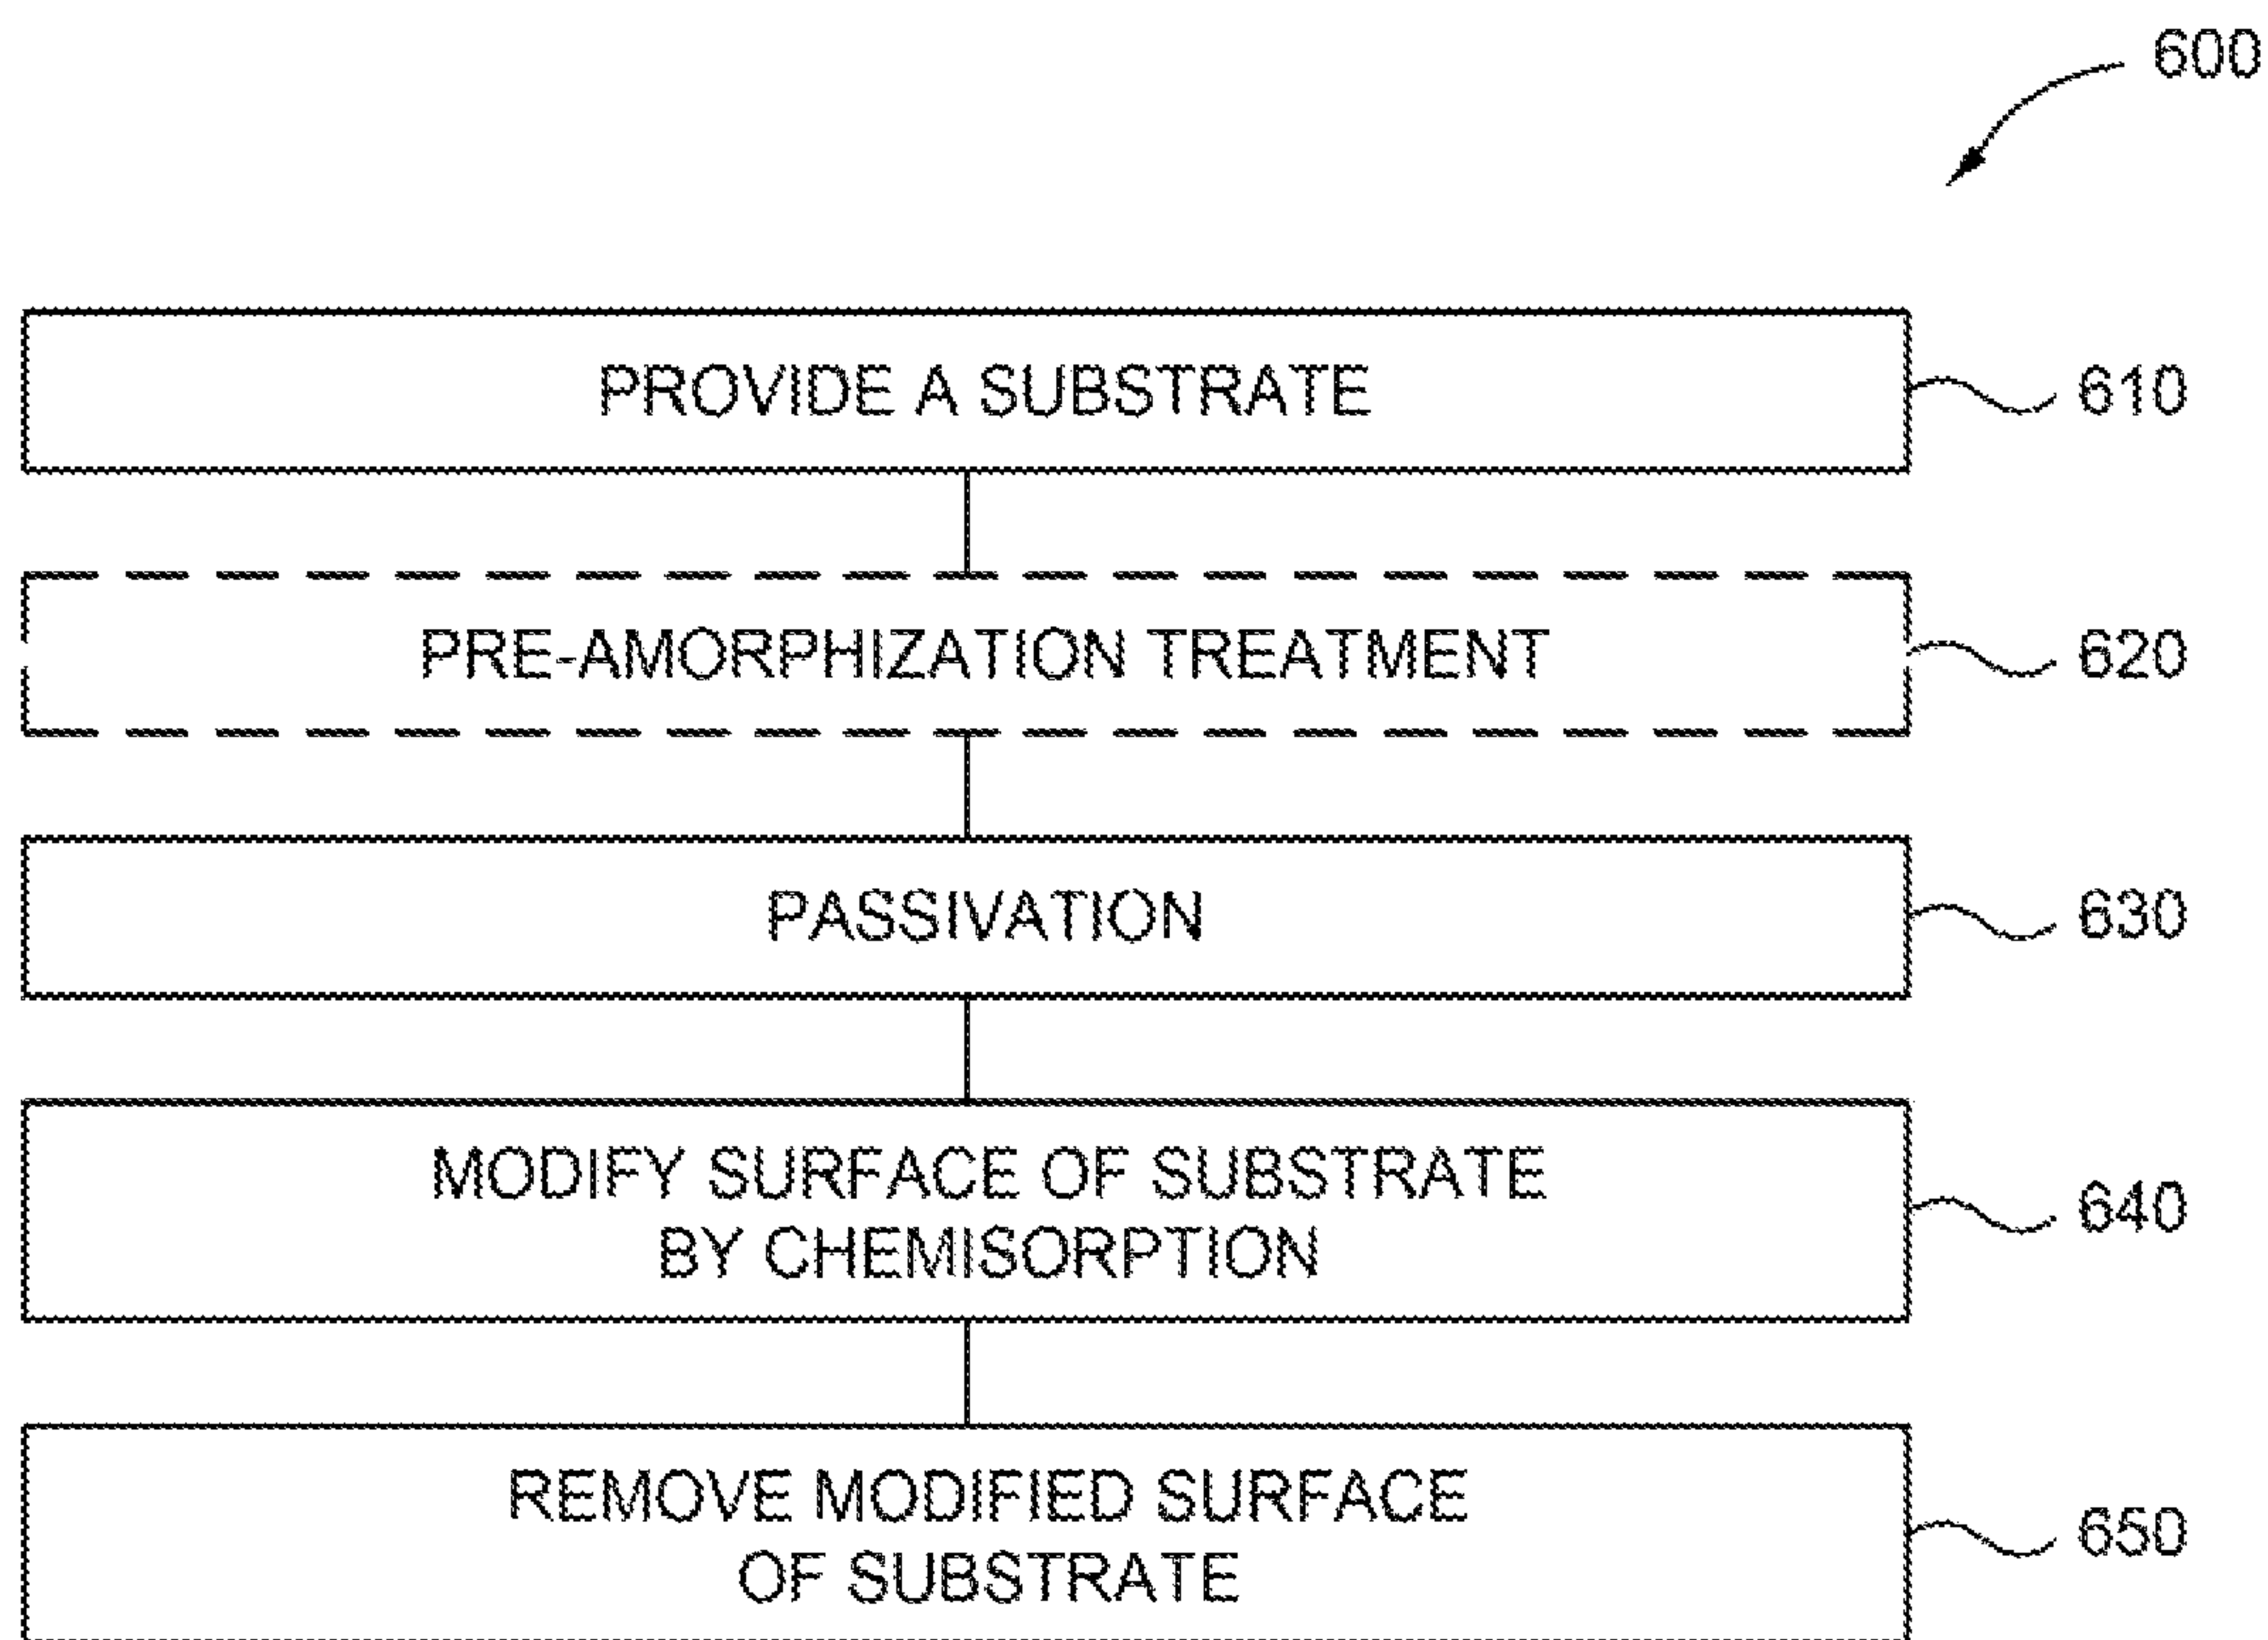 600
PROVIDE A SUBSTRATE
610
PRE-AMORPHIZATION TREATMENT
620
PASSIVATION
630
MODIFY SURFACE OF SUBSTRATE
BY CHEMISORPTION
640
REMOVE MODIFIED SURFACE
OF SUBSTRATE
650